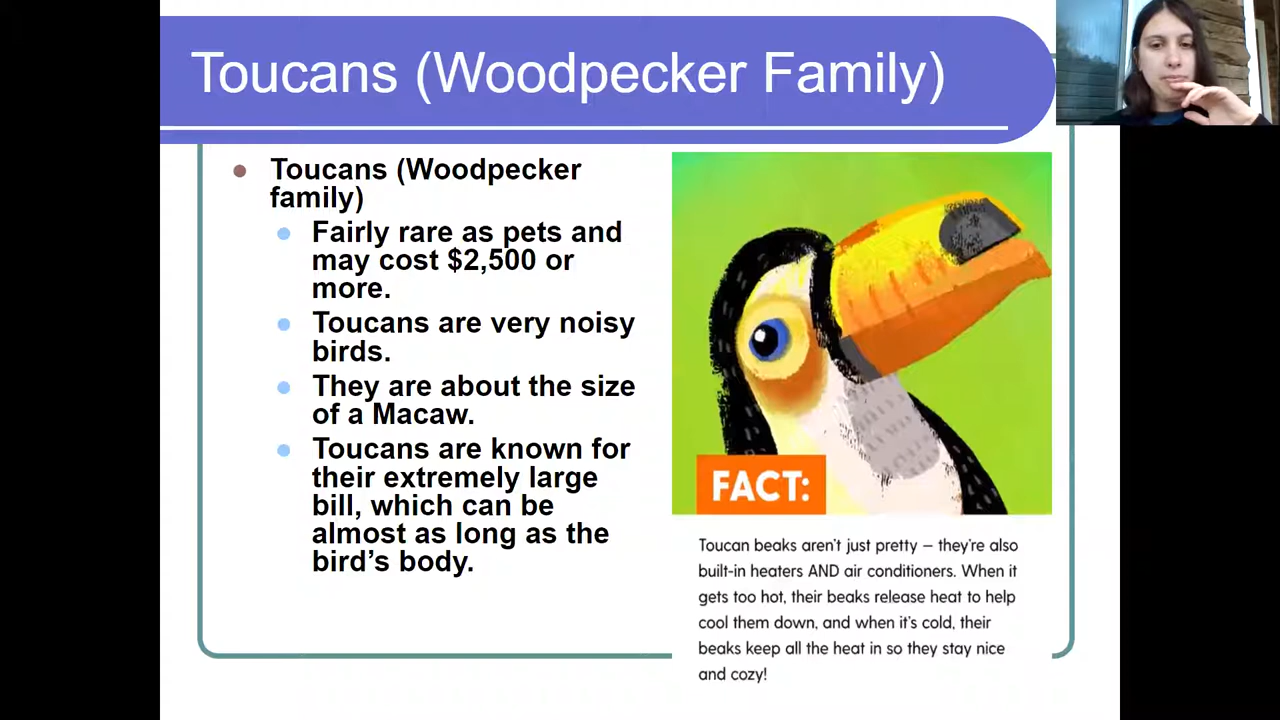 Toucans (Woodpecker Family)
Toucans (Woodpecker
family)
Fairly rare as pets and
may cost $2,500 or
more.
Toucans are very noisy
birds.
They are about the size
of a Macaw.
Toucans are known for
their extremely large
bill, which can be
almost as long as the
bird’s body.
FACT:
Toucan beaks aren't just pretty – they're also
built-in heaters AND air conditioners. When it
gets too hot, their beaks release heat to help
cool them down, and when it's cold, their
beaks keep all the heat in so they stay nice
and cozy!